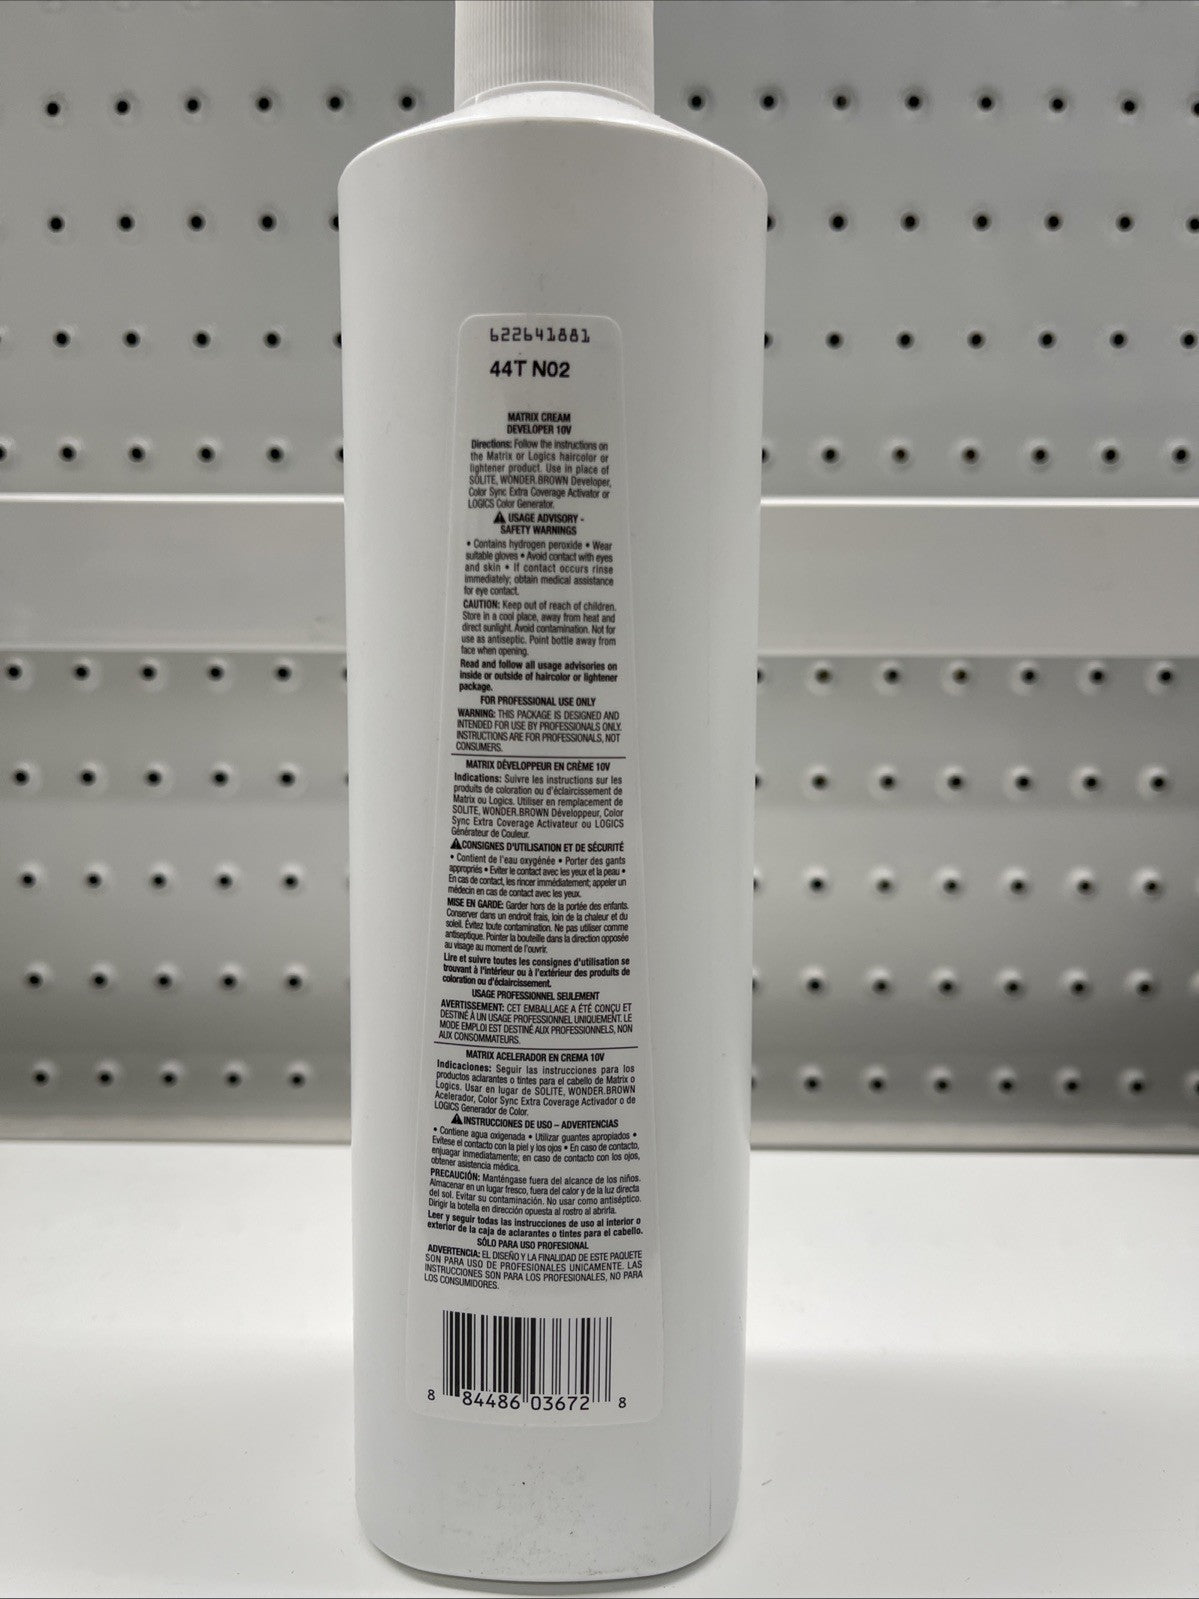 622641881
44T N02
MATRIX CREAM
DEVELOPER 10V
Directions: Follow the instructions on
the Matrix or Logics haircolor or
lightener product. Use in place of
SOLITE, WONDER.BROWN Developer,
Color Sync Extra Coverage Activator or
LOGICS Color Generator.
⚠ USAGE ADVISORY -
SAFETY WARNINGS
• Contains hydrogen peroxide • Wear
suitable gloves • Avoid contact with eyes
and skin • If contact occurs rinse
immediately; obtain medical assistance
for eye contact.
CAUTION: Keep out of reach of children.
Store in a cool place, away from heat and
direct sunlight. Avoid contamination. Not for
use as antiseptic. Point bottle away from
face when opening.
Read and follow all usage advisories on
inside or outside of haircolor or lightener
package.
FOR PROFESSIONAL USE ONLY
WARNING: THIS PACKAGE IS DESIGNED AND
INTENDED FOR USE BY PROFESSIONALS ONLY.
INSTRUCTIONS ARE FOR PROFESSIONALS, NOT
CONSUMERS.
MATRIX DÉVELOPPEUR EN CRÈME 10V
Indications: Suivre les instructions sur les
produits de coloration ou d'éclaircissement de
Matrix ou Logics. Utiliser en remplacement de
SOLITE, WONDER.BROWN Développeur, Color
Sync Extra Coverage Activateur ou LOGICS
Générateur de Couleur.
⚠CONSIGNES D'UTILISATION ET DE SÉCURITÉ
• Contient de l'eau oxygénée • Porter des gants
appropriés • Éviter le contact avec les yeux et la peau •
En cas de contact, les rincer immédiatement; appeler un
médecin en cas de contact avec les yeux.
MISE EN GARDE: Garder hors de la portée des enfants.
Conserver dans un endroit frais, loin de la chaleur et du
soleil. Évitez toute contamination. Ne pas utiliser comme
antiseptique. Pointer la bouteille dans la direction opposée
au visage au moment de l'ouvrir.
Lire et suivre toutes les consignes d'utilisation se
trouvant à l'intérieur ou à l'extérieur des produits de
coloration ou d'éclaircissement.
USAGE PROFESSIONNEL SEULEMENT
AVERTISSEMENT: CET EMBALLAGE A ÉTÉ CONÇU ET
DESTINÉ À UN USAGE PROFESSIONNEL UNIQUEMENT. LE
MODE EMPLOI EST DESTINÉ AUX PROFESSIONNELS, NON
AUX CONSOMMATEURS.
MATRIX ACELERADOR EN CREMA 10V
Indicaciones: Seguir las instrucciones para los
productos aclarantes o tintes para el cabello de Matrix o
Logics. Usar en lugar de SOLITE, WONDER.BROWN
Acelerador, Color Sync Extra Coverage Activador o de
LOGICS Generador de Color.
⚠INSTRUCCIONES DE USO – ADVERTENCIAS
• Contiene agua oxigenada • Utilizar guantes apropiados •
Evítese el contacto con la piel y los ojos • En caso de contacto,
enjuagar inmediatamente; en caso de contacto con los ojos,
obtener asistencia médica.
PRECAUCIÓN: Manténgase fuera del alcance de los niños.
Almacenar en un lugar fresco, fuera del calor y de la luz directa
del sol. Evitar su contaminación. No usar como antiséptico.
Dirigir la botella en dirección opuesta al rostro al abrirla.
Leer y seguir todas las instrucciones de uso al interior o
exterior de la caja de aclarantes o tintes para el cabello.
SÓLO PARA USO PROFESIONAL
ADVERTENCIA: EL DISEÑO Y LA FINALIDAD DE ESTE PAQUETE
SON PARA USO DE PROFESIONALES UNICAMENTE. LAS
INSTRUCCIONES SON PARA LOS PROFESIONALES, NO PARA
LOS CONSUMIDORES.
8 84486 03672 8